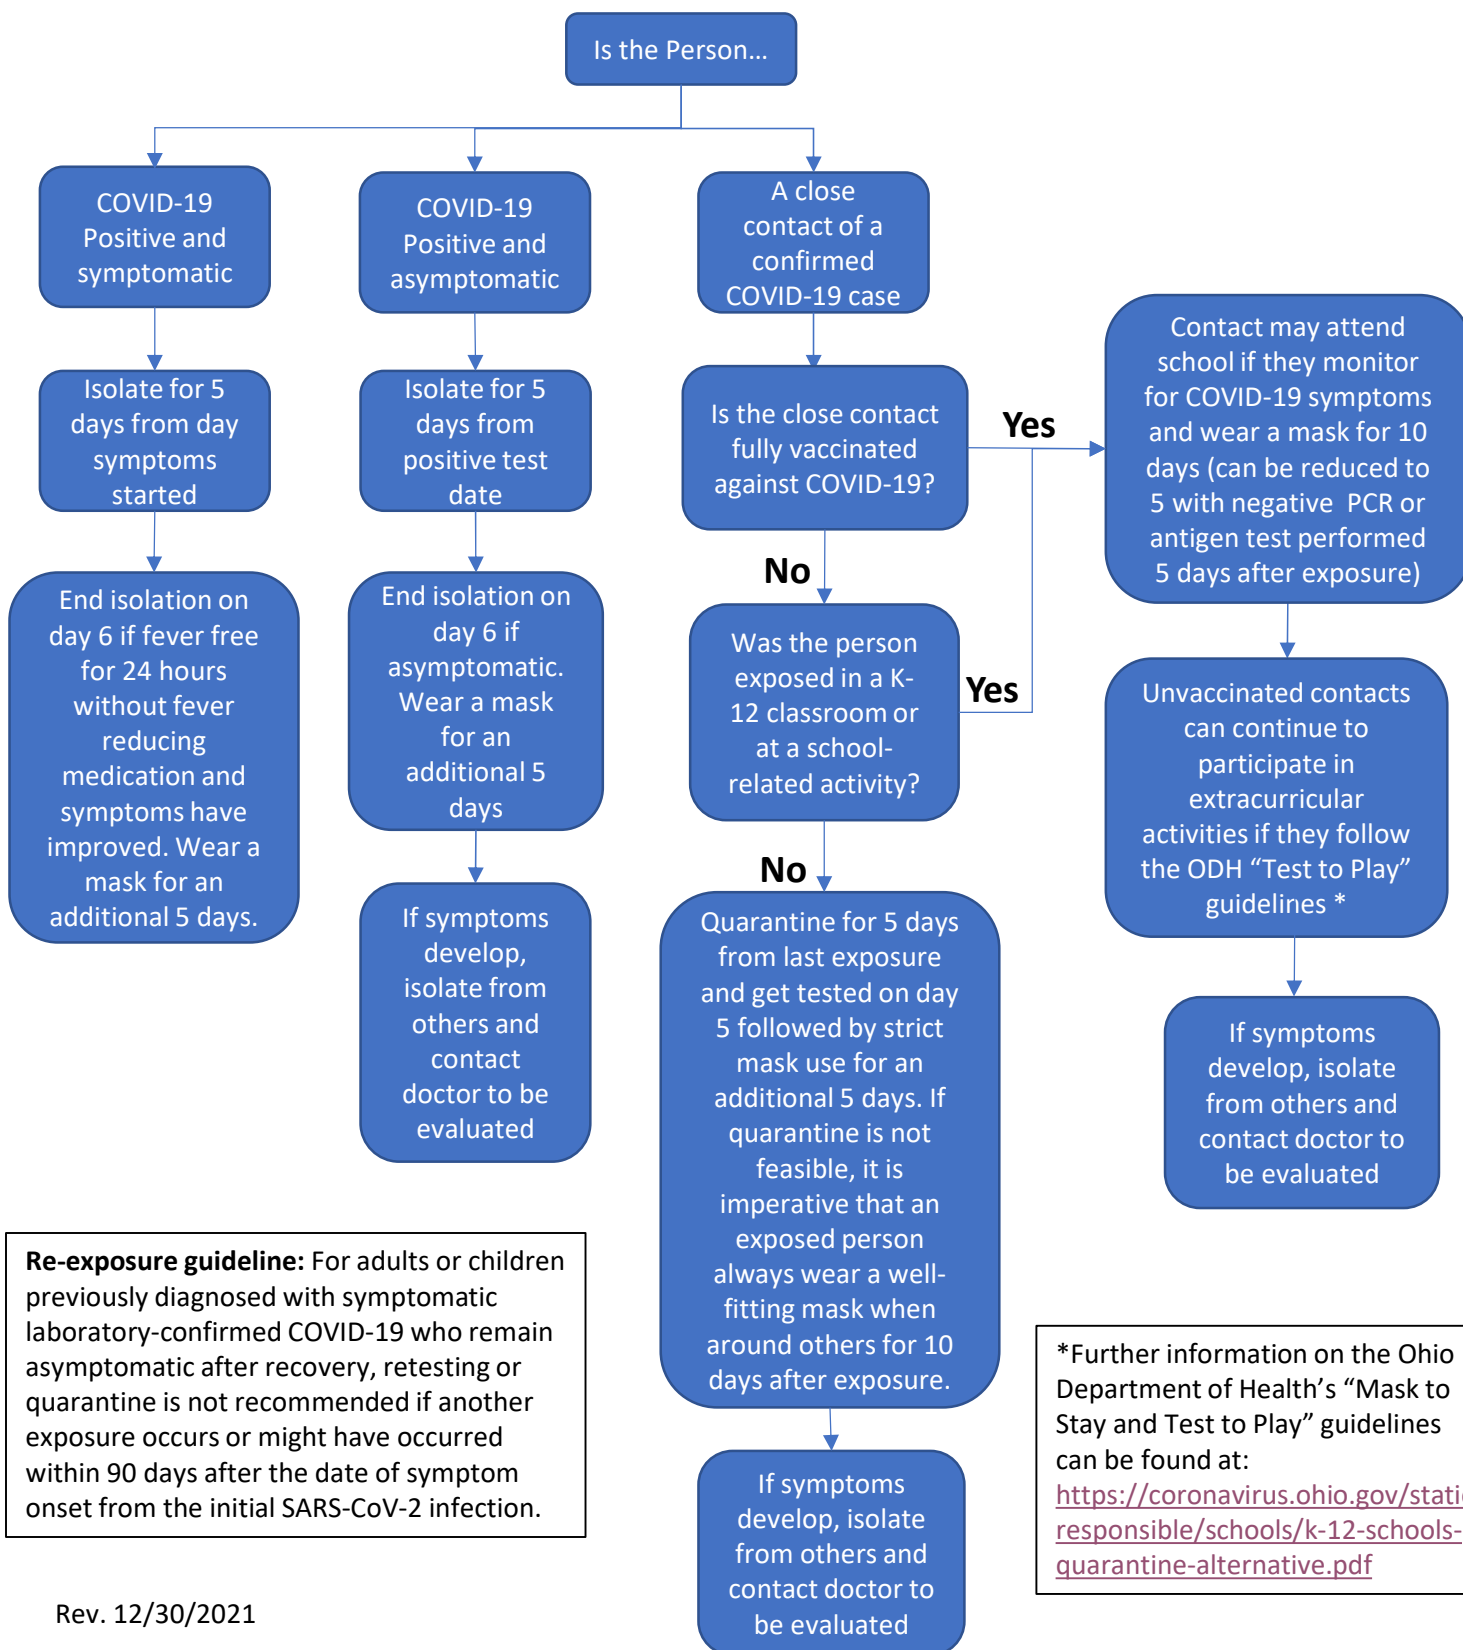 Is the Person...
COVID-19
Positive and
symptomatic
Isolate for 5
days from day
symptoms
started
End isolation on
day 6 if fever free
for 24 hours
without fever
reducing
medication and
symptoms have
improved. Wear a
mask for an
additional 5 days.
COVID-19
Positive and
asymptomatic
Isolate for 5
days from
positive test
date
End isolation on
day 6 if
asymptomatic.
Wear a mask
for an
additional 5
days
If symptoms
develop,
isolate from
others and
contact
doctor to be
evaluated
A close
contact of a
confirmed
COVID-19 case
Is the close contact
fully vaccinated
against COVID-19?
Yes
No
Was the person
exposed in a K-
12 classroom or
at a school-
related activity?
Yes
No
Quarantine for 5 days
from last exposure
and get tested on day
5 followed by strict
mask use for an
additional 5 days. If
quarantine is not
feasible, it is
imperative that an
exposed person
always wear a well-
fitting mask when
around others for 10
days after exposure.
If symptoms
develop, isolate
from others and
contact doctor to
be evaluated
Contact may attend
school if they monitor
for COVID-19 symptoms
and wear a mask for 10
days (can be reduced to
5 with negative  PCR or
antigen test performed
5 days after exposure)
Unvaccinated contacts
can continue to
participate in
extracurricular
activities if they follow
the ODH “Test to Play”
guidelines *
If symptoms
develop, isolate
from others and
contact doctor to
be evaluated
Re-exposure guideline: For adults or children
previously diagnosed with symptomatic
laboratory-confirmed COVID-19 who remain
asymptomatic after recovery, retesting or
quarantine is not recommended if another
exposure occurs or might have occurred
within 90 days after the date of symptom
onset from the initial SARS-CoV-2 infection.
*Further information on the Ohio
Department of Health’s “Mask to
Stay and Test to Play” guidelines
can be found at:
https://coronavirus.ohio.gov/stati
responsible/schools/k-12-schools-
quarantine-alternative.pdf
Rev. 12/30/2021